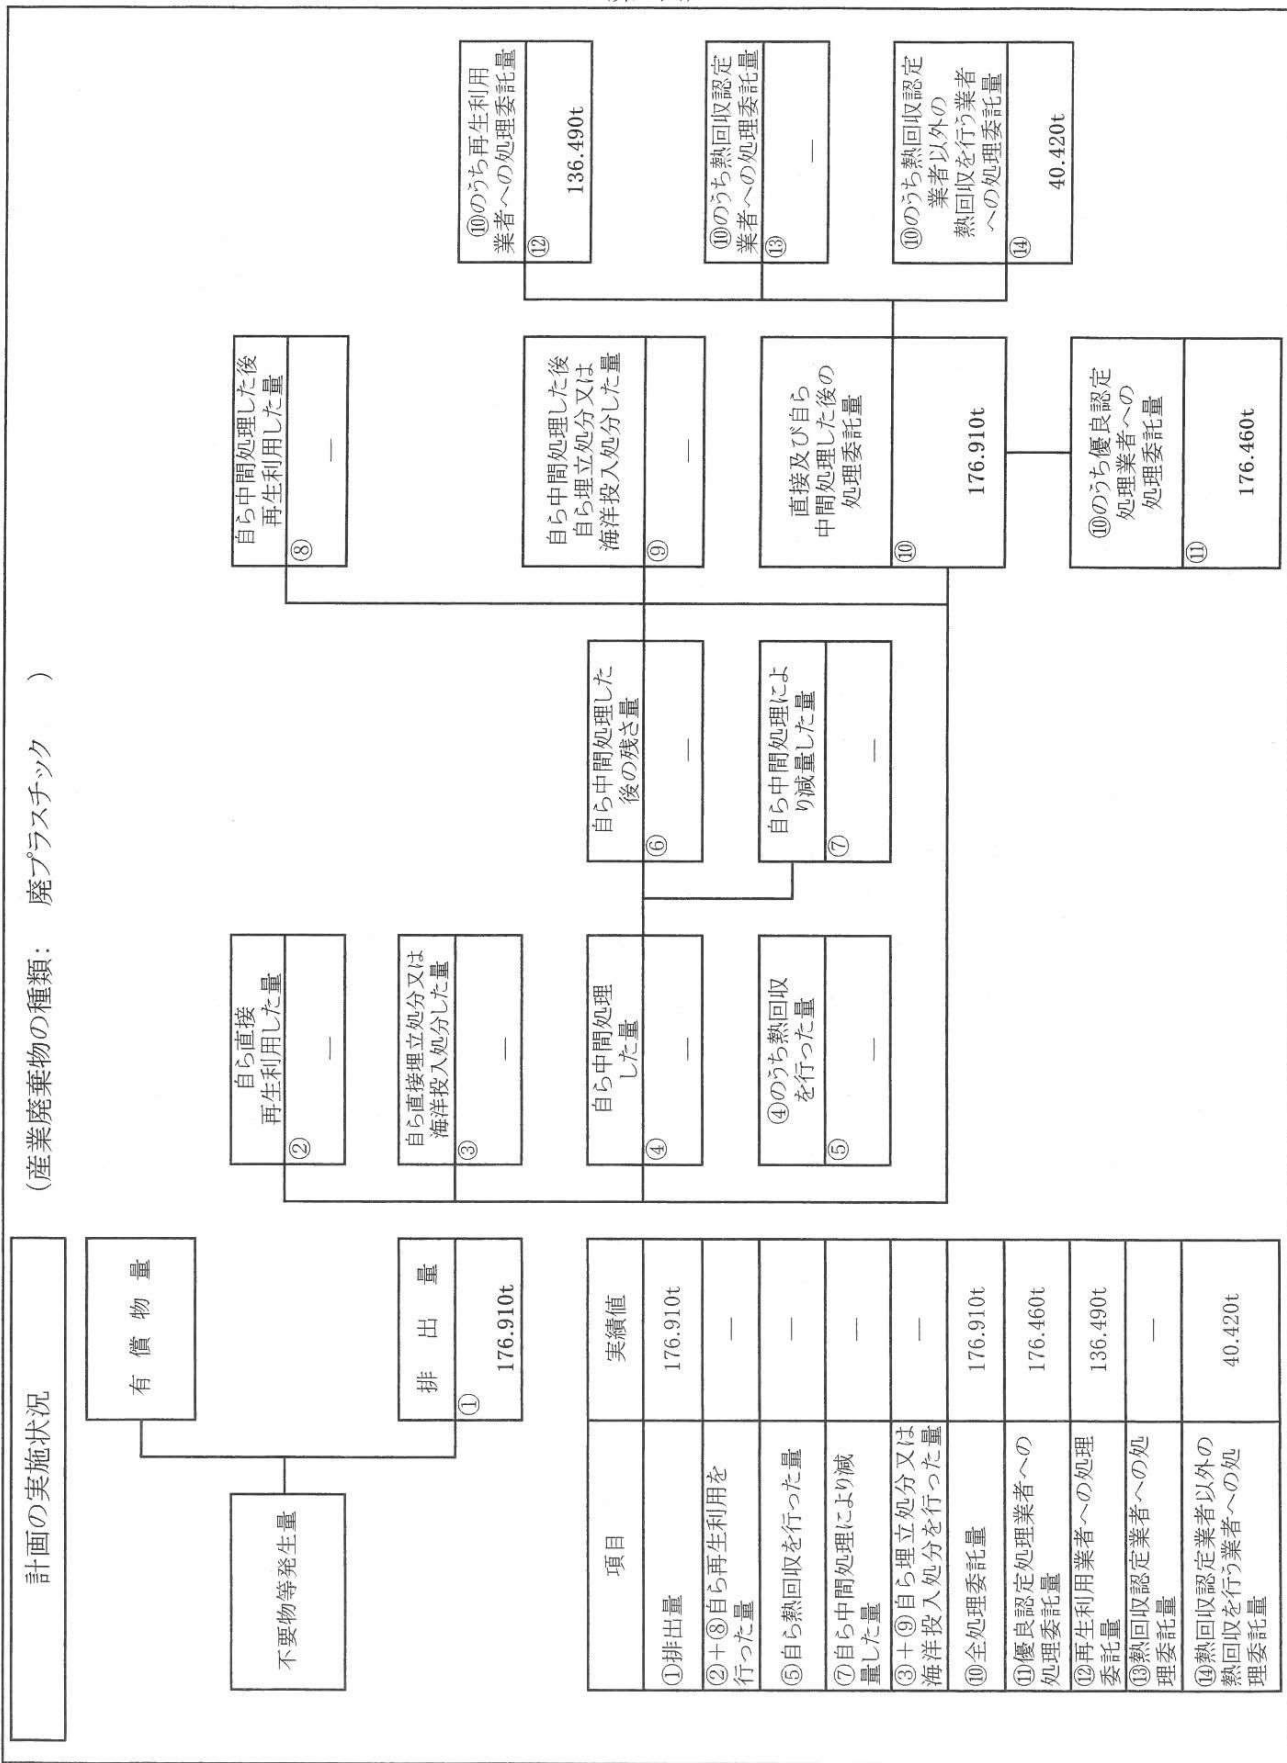 計画の実施状況
(産業廃棄物の種類： 廃プラスチック )
不要物等発生量
有 償 物 量
排 出 量
①
176.910t
自ら直接
再生利用した量
②
—
自ら直接埋立処分又は
海洋投入処分した量
③
—
自ら中間処理
した量
④
—
④のうち熱回収
を行った量
⑤
—
自ら中間処理した
後の残さ量
⑥
—
自ら中間処理によ
り減量した量
⑦
—
自ら中間処理した後
再生利用した量
⑧
—
自ら中間処理した後
自ら埋立処分又は
海洋投入処分した量
⑨
—
直接及び自ら
中間処理した後の
処理委託量
⑩
176.910t
⑩のうち優良認定
処理業者への
処理委託量
⑪
176.460t
⑩のうち再生利用
業者への処理委託量
⑫
136.490t
⑩のうち熱回収認定
業者への処理委託量
⑬
—
⑩のうち熱回収認定
業者以外の
熱回収を行う業者
への処理委託量
⑭
40.420t
項目 実績値
①排出量 176.910t
②＋⑧自ら再生利用を
行った量 —
⑤自ら熱回収を行った量 —
⑦自ら中間処理により減
量した量 —
③＋⑨自ら埋立処分又は
海洋投入処分を行った量 —
⑩全処理委託量 176.910t
⑪優良認定処理業者への
処理委託量 176.460t
⑫再生利用業者への処理
委託量 136.490t
⑬熱回収認定業者への処
理委託量 —
⑭熱回収認定業者以外の
熱回収を行う業者への処
理委託量 40.420t